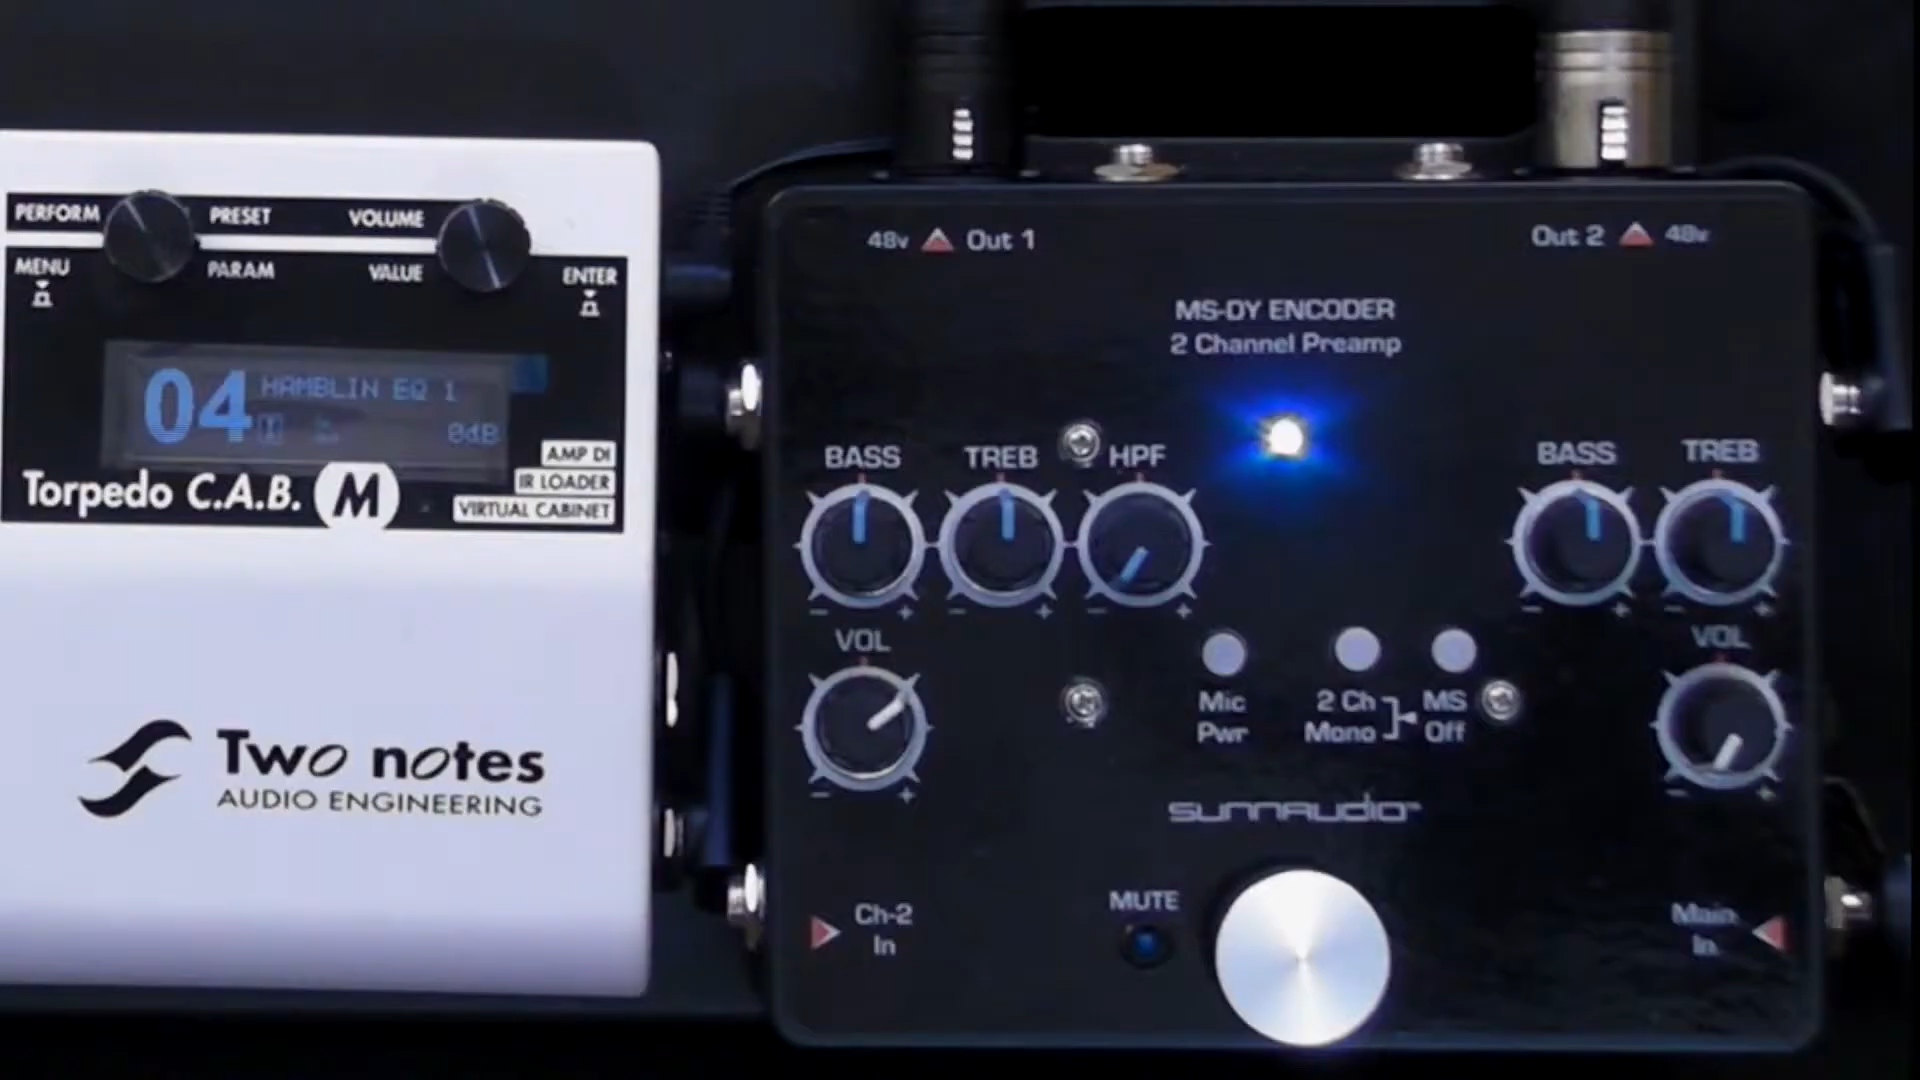 PERFORM PRESET VOLUME
MENU PARAM VALUE ENTER
04 HAMBLIN EQ 1
0dB
AMP DI
IR LOADER
VIRTUAL CABINET
Torpedo C.A.B. M
Two notes
AUDIO ENGINEERING
48v Out 1
Out 2 48v
MS-DY ENCODER
2 Channel Preamp
BASS TREB HPF
BASS TREB
- + - + - +
- + - +
VOL
VOL
Mic
Pwr
2 Ch
Mono
MS
Off
- +
- +
sunnaudio
MUTE
Ch-2
In
Main
In